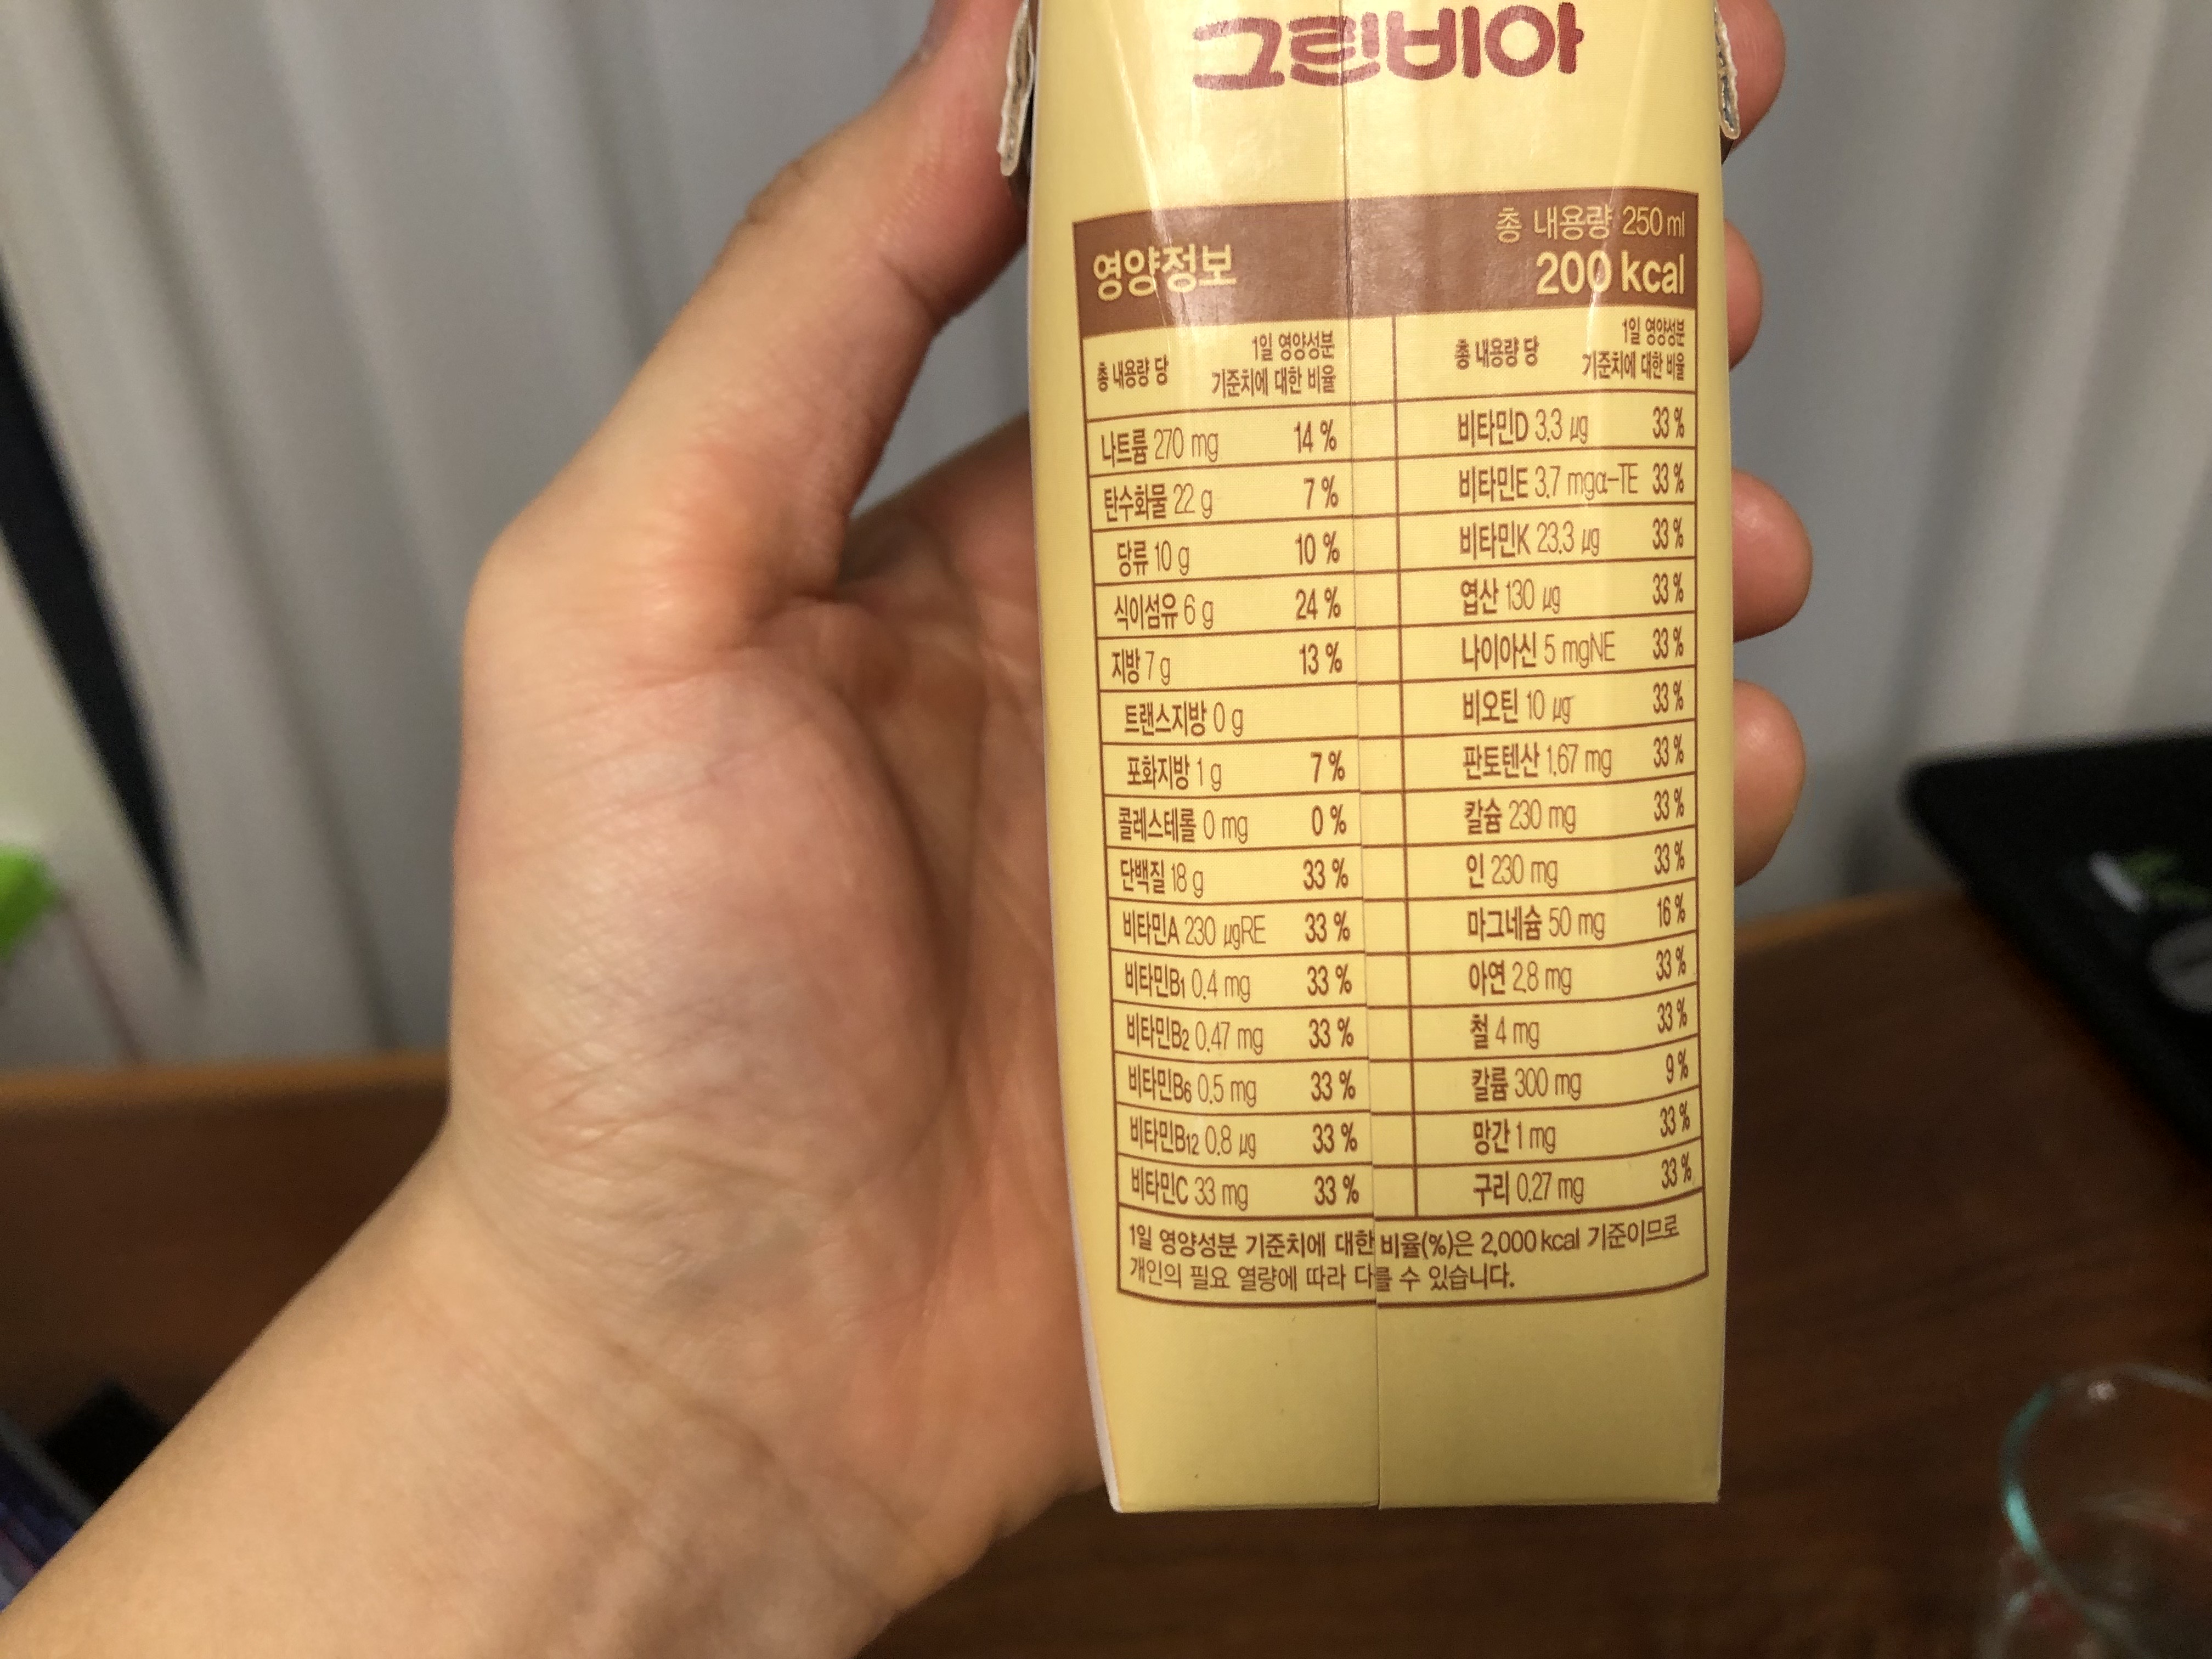 그린비아
영양정보
총 내용량 250 ml
200 kcal
총 내용량 당 1일 영양성분 기준치에 대한 비율
나트륨 270 mg 14 %
탄수화물 22 g 7 %
당류 10 g 10 %
식이섬유 6 g 24 %
지방 7 g 13 %
트랜스지방 0 g
포화지방 1 g 7 %
콜레스테롤 0 mg 0 %
단백질 18 g 33 %
비타민A 230 μgRE 33 %
비타민B1 0.4 mg 33 %
비타민B2 0.47 mg 33 %
비타민B6 0.5 mg 33 %
비타민B12 0.8 μg 33 %
비타민C 33 mg 33 %
총 내용량 당 1일 영양성분 기준치에 대한 비율
비타민D 3.3 μg 33 %
비타민E 3.7 mgα-TE 33 %
비타민K 23.3 μg 33 %
엽산 130 μg 33 %
나이아신 5 mgNE 33 %
비오틴 10 μg 33 %
판토텐산 1.67 mg 33 %
칼슘 230 mg 33 %
인 230 mg 33 %
마그네슘 50 mg 16 %
아연 2.8 mg 33 %
철 4 mg 33 %
칼륨 300 mg 9 %
망간 1 mg 33 %
구리 0.27 mg 33 %
1일 영양성분 기준치에 대한 비율(%)은 2,000 kcal 기준이므로
개인의 필요 열량에 따라 다를 수 있습니다.